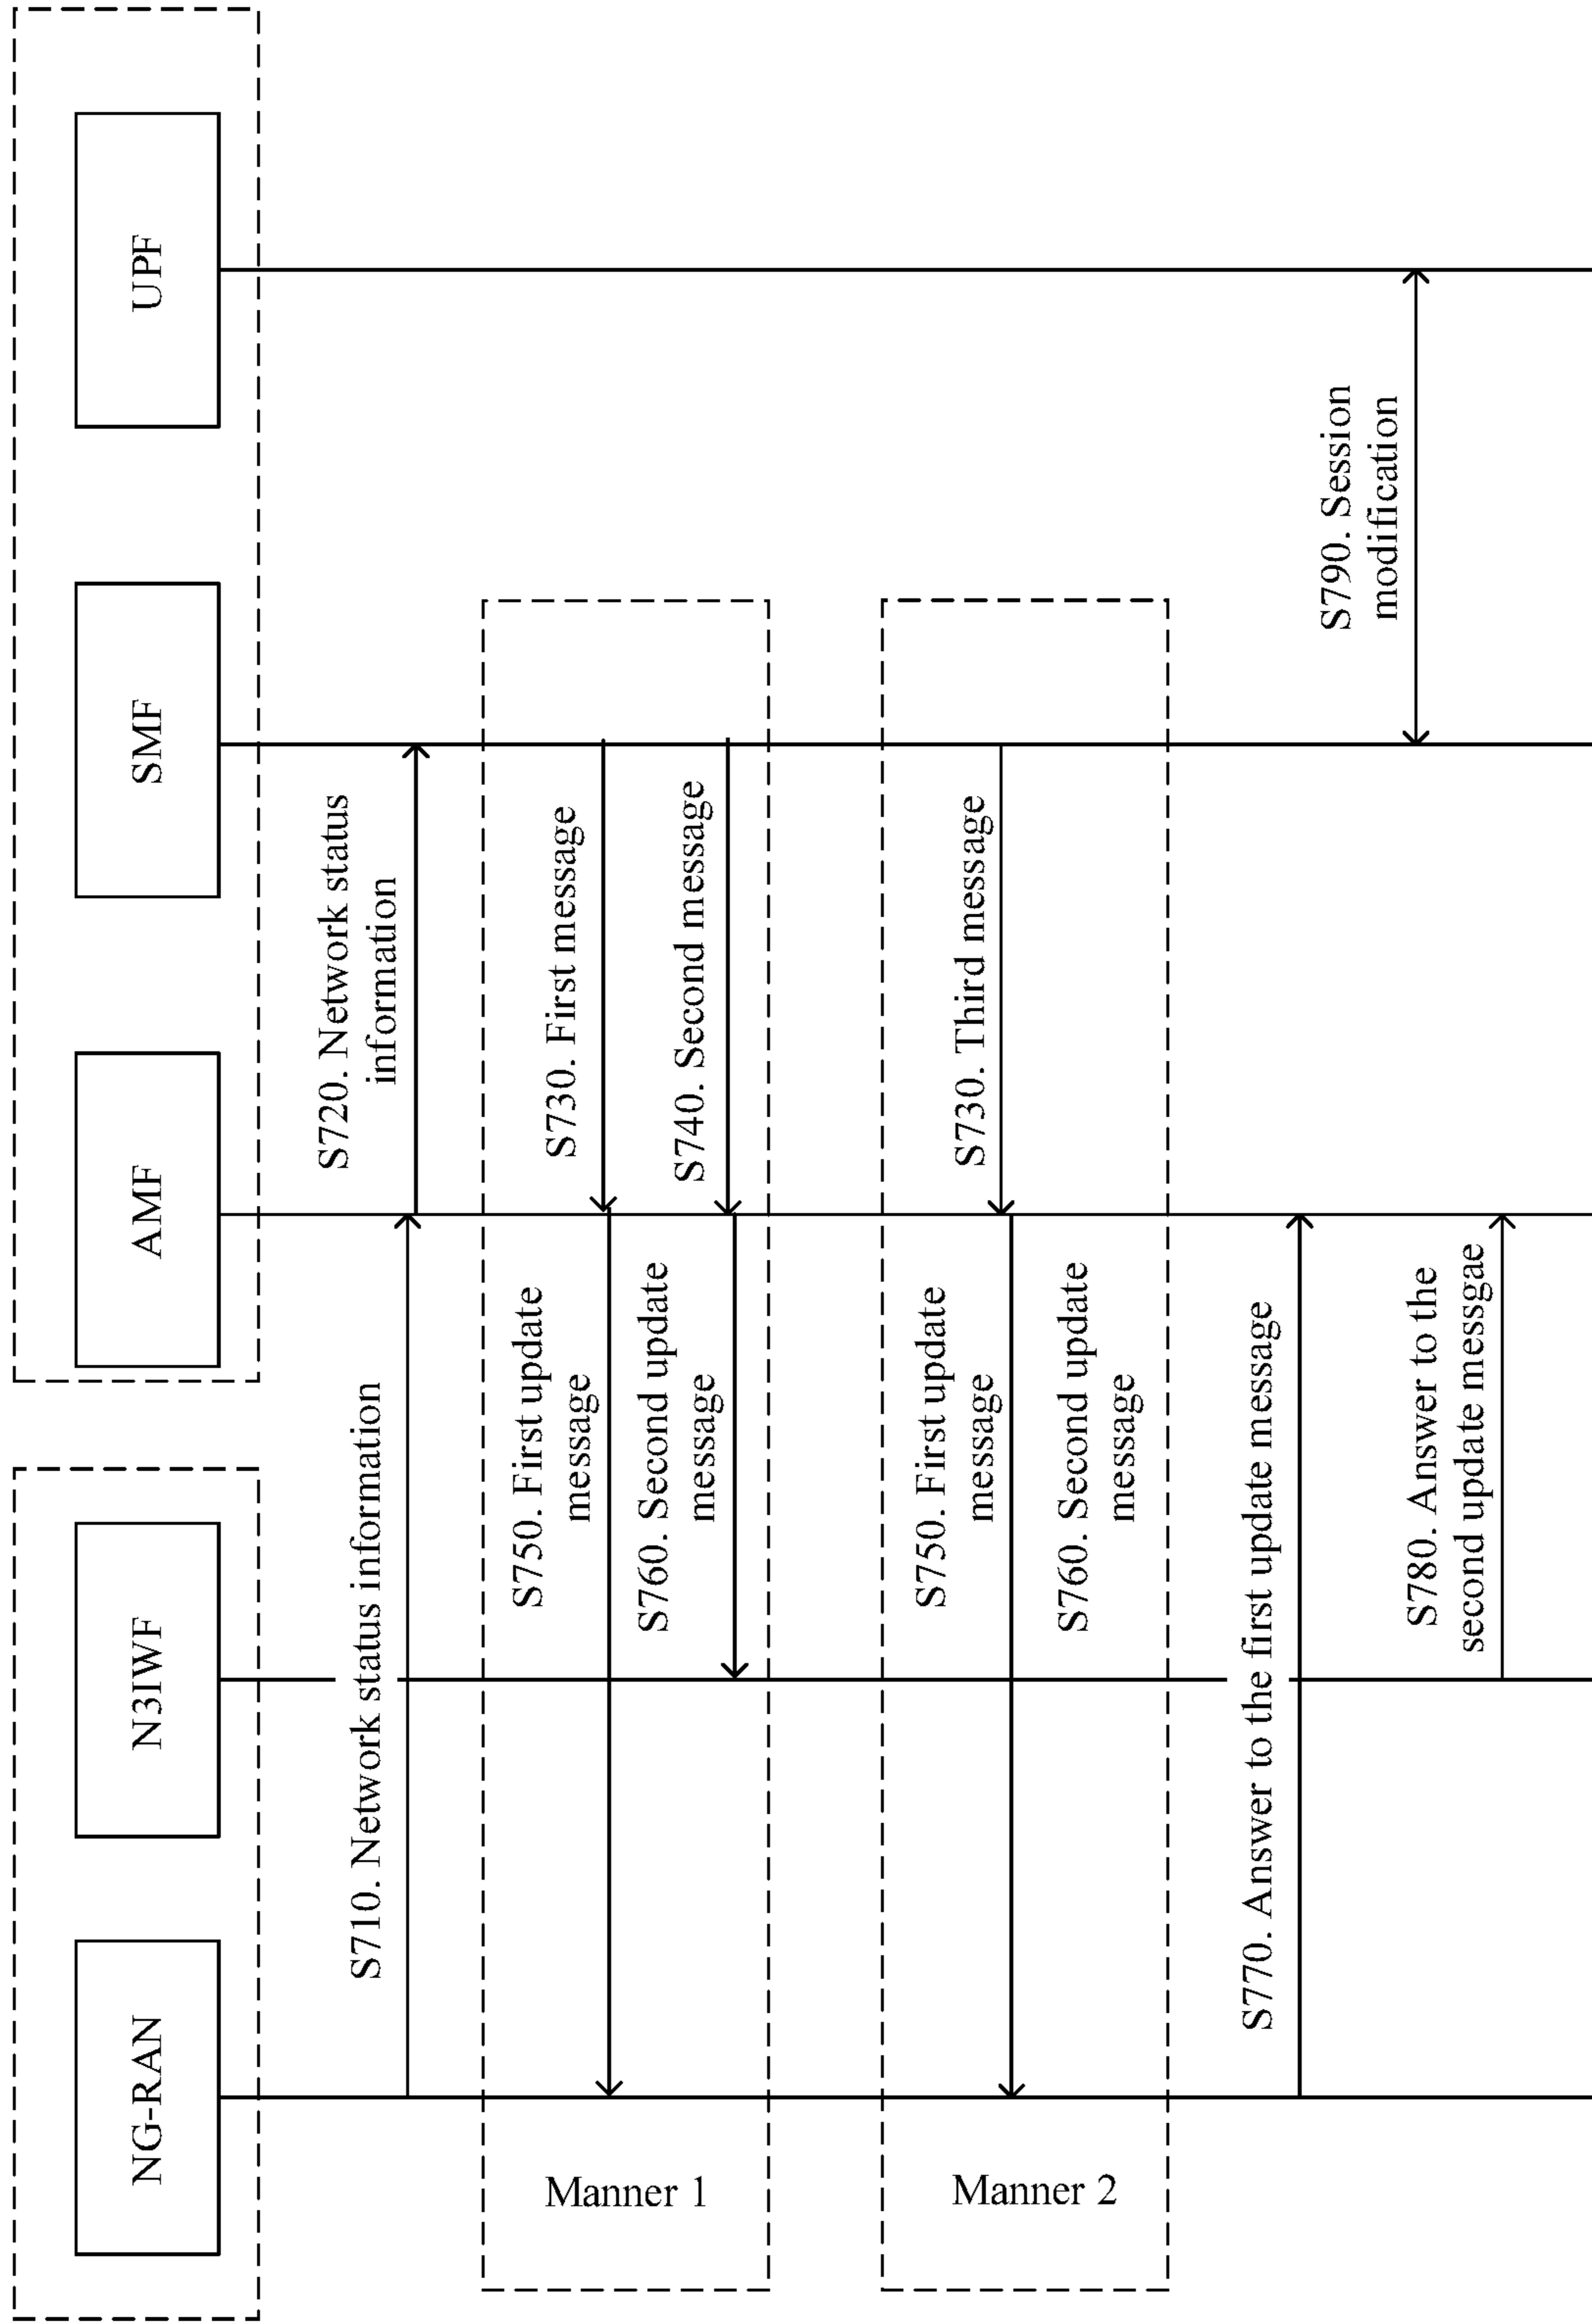 NG-RAN
N3IWF
AMF
SMF
UPF
S710. Network status information
S720. Network status
information
Manner 1
S730. First message
S750. First update
message
S740. Second message
S760. Second update
message
Manner 2
S730. Third message
S750. First update
message
S760. Second update
message
S770. Answer to the first update message
S790. Session
modification
S780. Answer to the
second update messgae